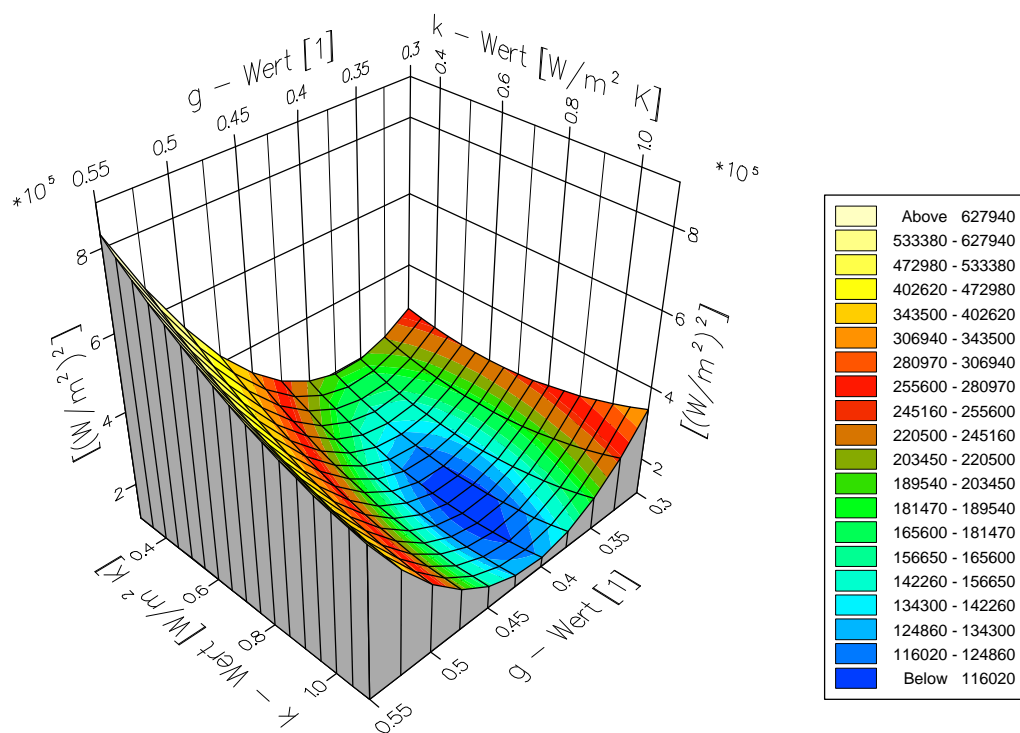 g - Wert [1]
k - Wert [W/m² K]
0.55
0.5
0.45
0.4
0.35
0.3
0.4
0.6
0.8
1.0
*10⁵
*10⁵
8
6
4
2
[(W/m²)²]
8
6
4
2
[(W/m²)²]
0.4
0.6
0.8
1.0
k - Wert [W/m² K]
0.55
0.5
0.45
0.4
0.35
0.3
g - Wert [1]
Above 627940
533380 - 627940
472980 - 533380
402620 - 472980
343500 - 402620
306940 - 343500
280970 - 306940
255600 - 280970
245160 - 255600
220500 - 245160
203450 - 220500
189540 - 203450
181470 - 189540
165600 - 181470
156650 - 165600
142260 - 156650
134300 - 142260
124860 - 134300
116020 - 124860
Below 116020